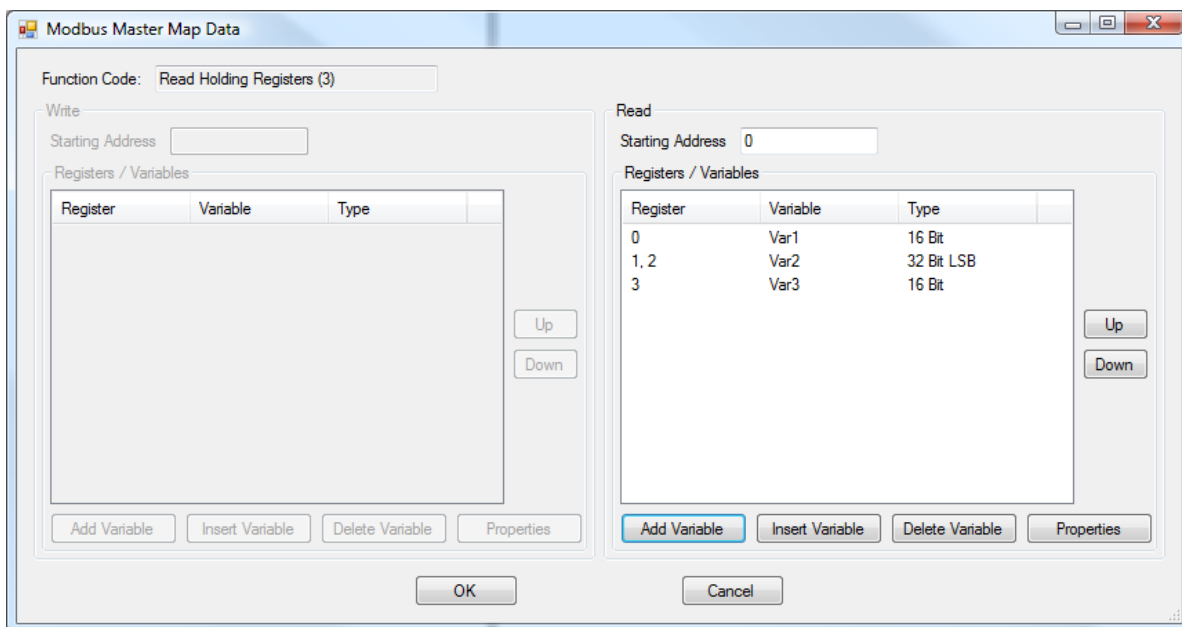 Modbus Master Map Data
Function Code: Read Holding Registers (3)
Write
Starting Address
Registers / Variables
Register Variable Type
Up
Down
Add Variable Insert Variable Delete Variable Properties
Read
Starting Address 0
Registers / Variables
Register Variable Type
0 Var1 16 Bit
1, 2 Var2 32 Bit LSB
3 Var3 16 Bit
Up
Down
Add Variable Insert Variable Delete Variable Properties
OK Cancel